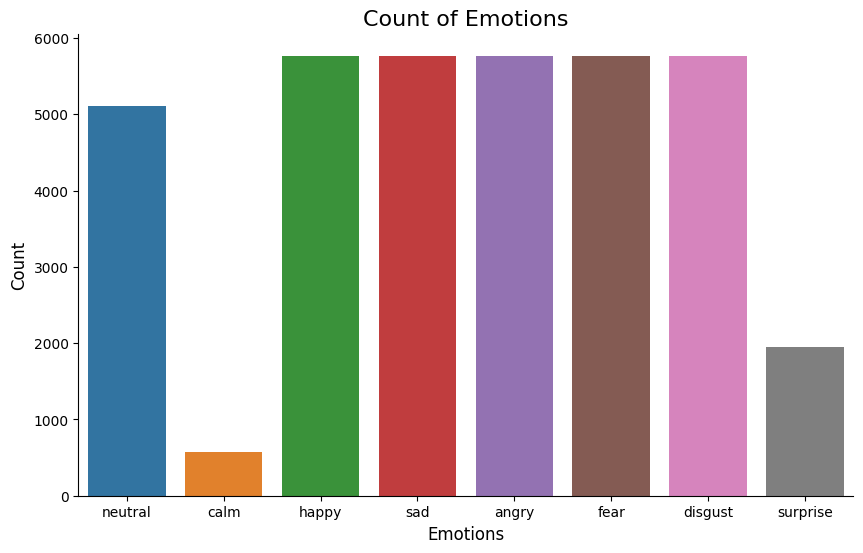 Count of Emotions
6000
5000
4000
3000
2000
1000
0
Count
neutral calm happy sad angry fear disgust surprise
Emotions